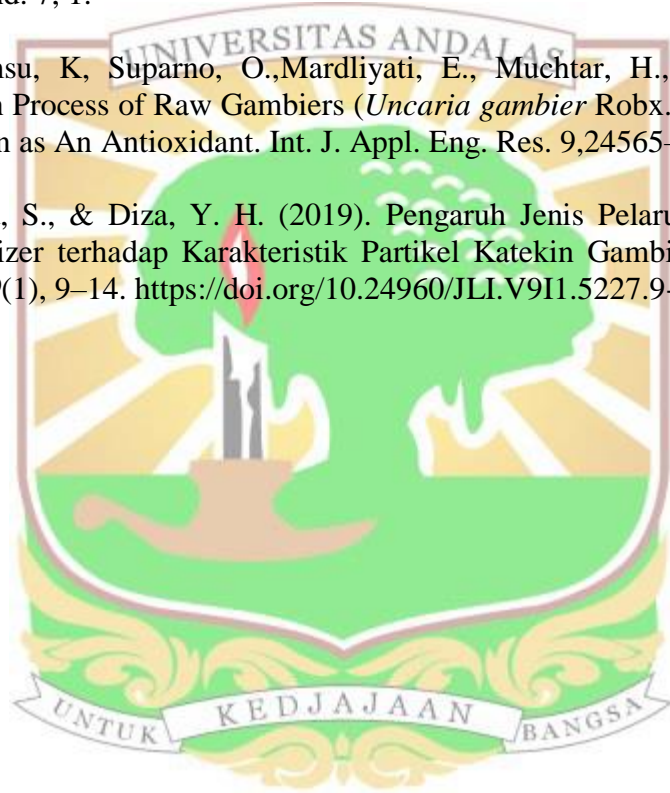 d. 7, 1.
UNIVERSITAS ANDALAS
nsu, K, Suparno, O.,Mardliyati, E., Muchtar, H.,
n Process of Raw Gambiers (Uncaria gambier Robx.
n as An Antioxidant. Int. J. Appl. Eng. Res. 9,24565-
., S., & Diza, Y. H. (2019). Pengaruh Jenis Pelaru
izer terhadap Karakteristik Partikel Katekin Gambi
9(1), 9–14. https://doi.org/10.24960/JLI.V9I1.5227.9-
UNTUK KEDJAJAAN BANGSA